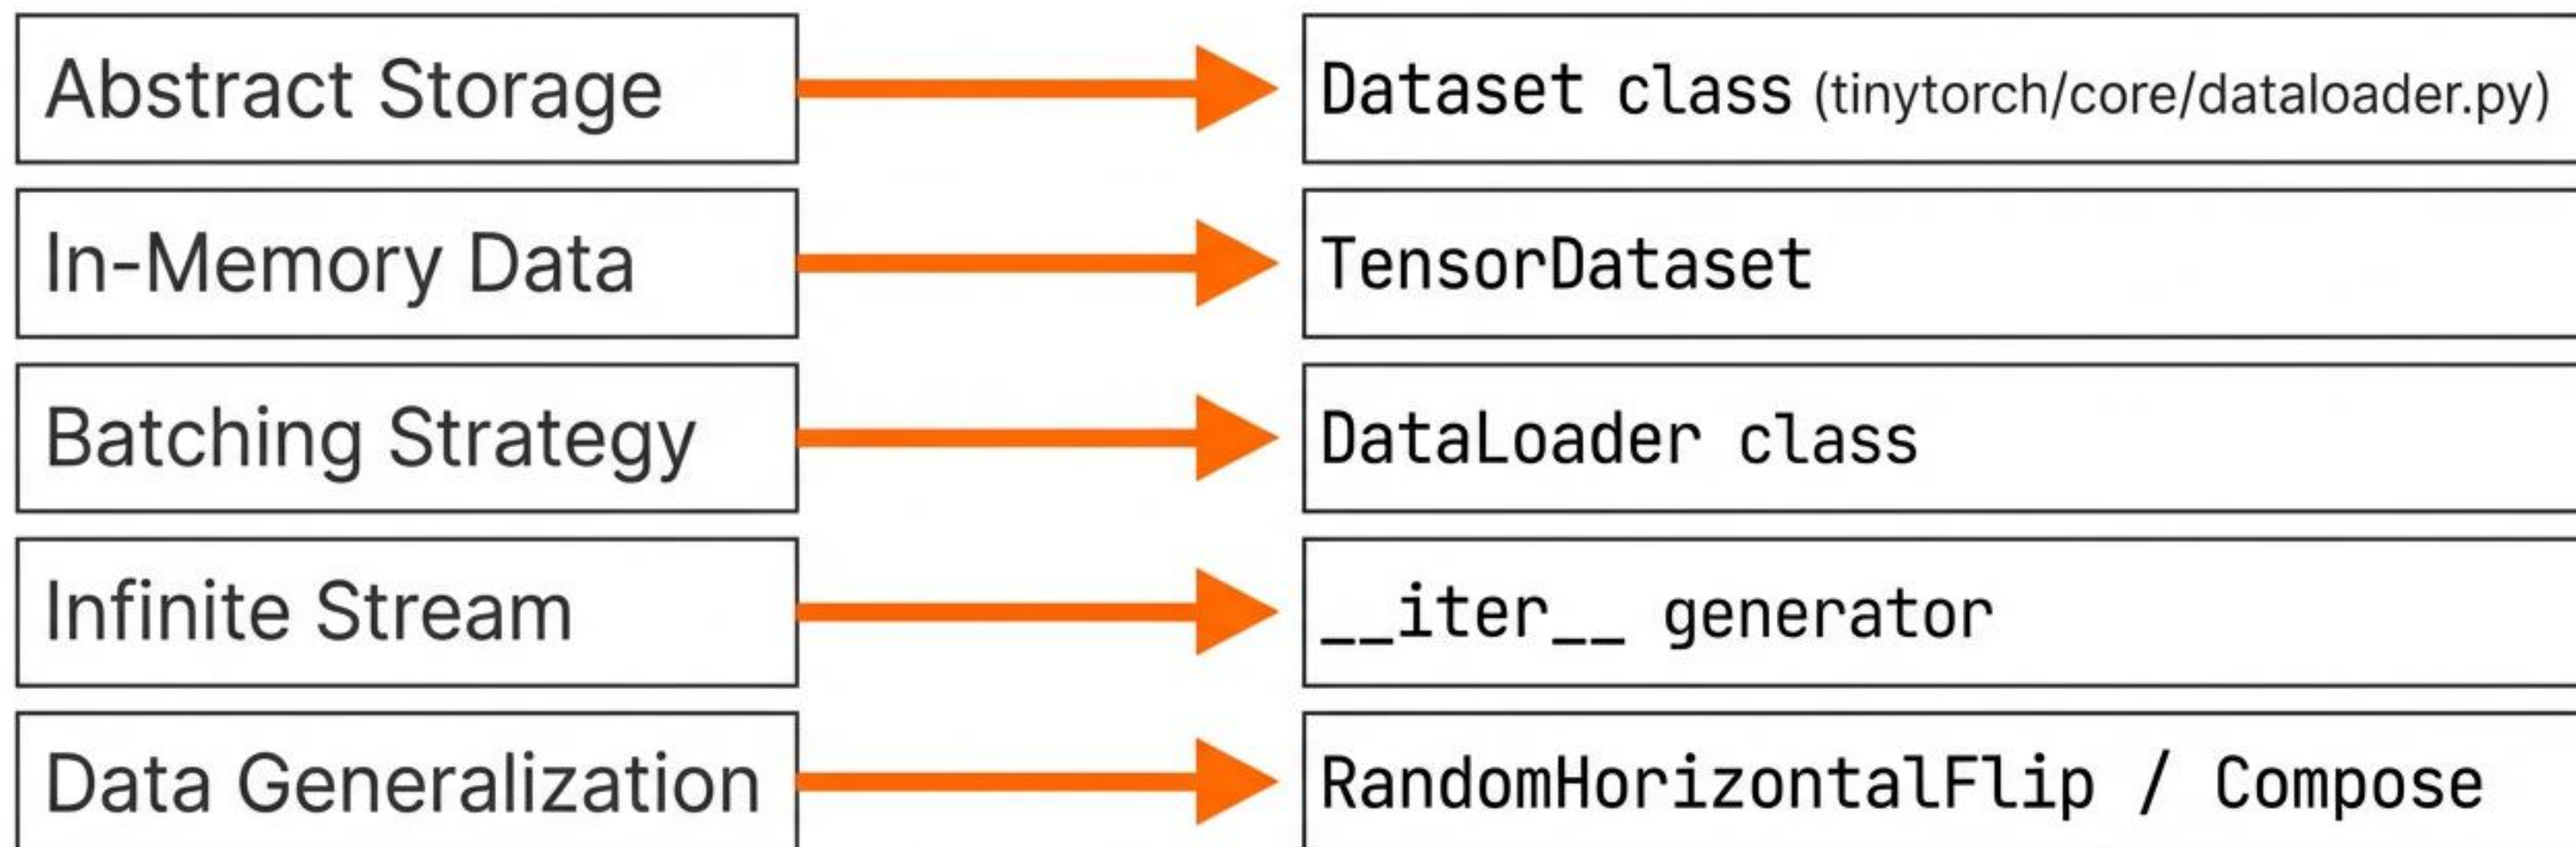 Abstract Storage
Dataset class (tinytorch/core/dataloader.py)
In-Memory Data
TensorDataset
Batching Strategy
DataLoader class
Infinite Stream
__iter__ generator
Data Generalization
RandomHorizontalFlip / Compose